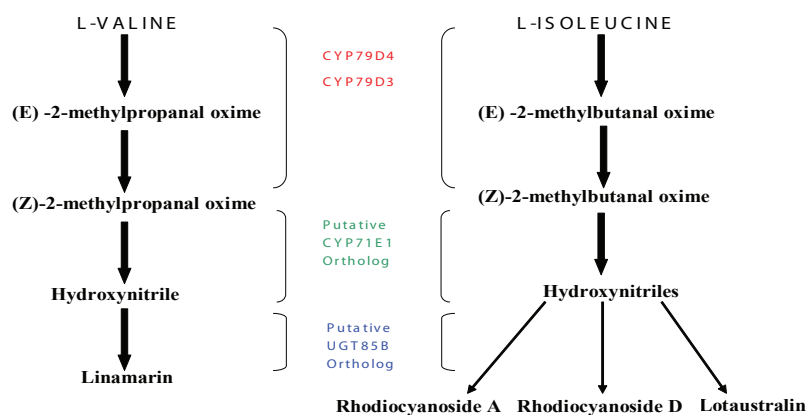 L-VALINE
L-ISOLEUCINE
CYP79D4
CYP79D3
(E) -2-methylpropanal oxime
(E) -2-methylbutanal oxime
(Z)-2-methylpropanal oxime
(Z)-2-methylbutanal oxime
Putative
CYP71E1
Ortholog
Hydroxynitrile
Hydroxynitriles
Putative
UGT85B
Ortholog
Linamarin
Rhodiocyanoside A
Rhodiocyanoside D
Lotaustralin